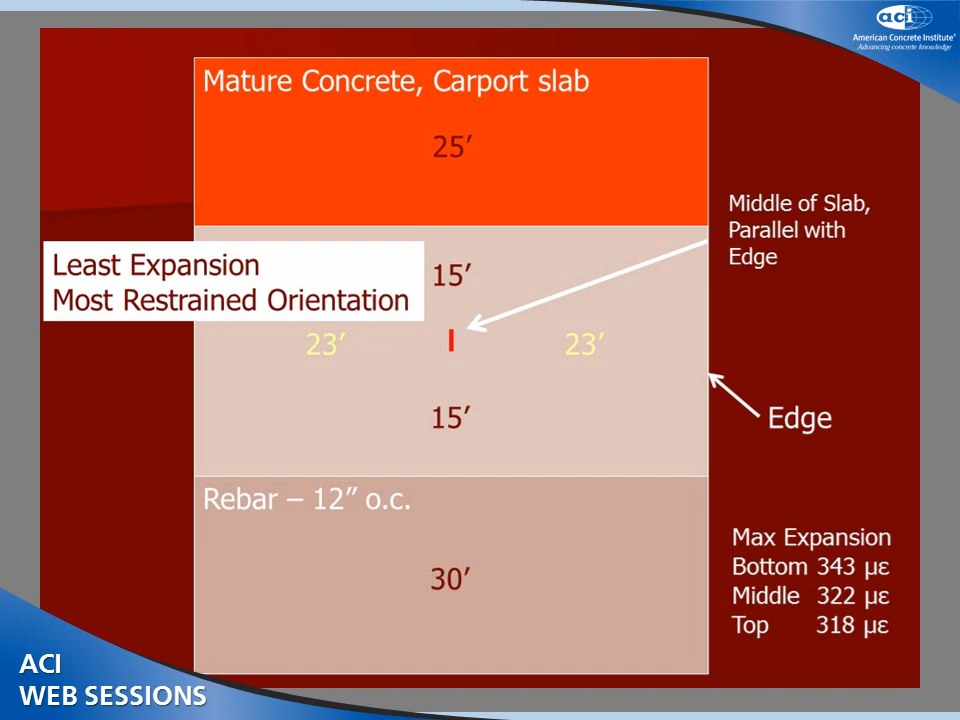 aci
American Concrete Institute®
Advancing concrete knowledge
Mature Concrete, Carport slab
25’
Middle of Slab,
Parallel with
Edge
Least Expansion
Most Restrained Orientation
15’
23’
23’
15’
Edge
Rebar – 12” o.c.
30’
Max Expansion
Bottom 343 με
Middle 322 με
Top 318 με
ACI
WEB SESSIONS